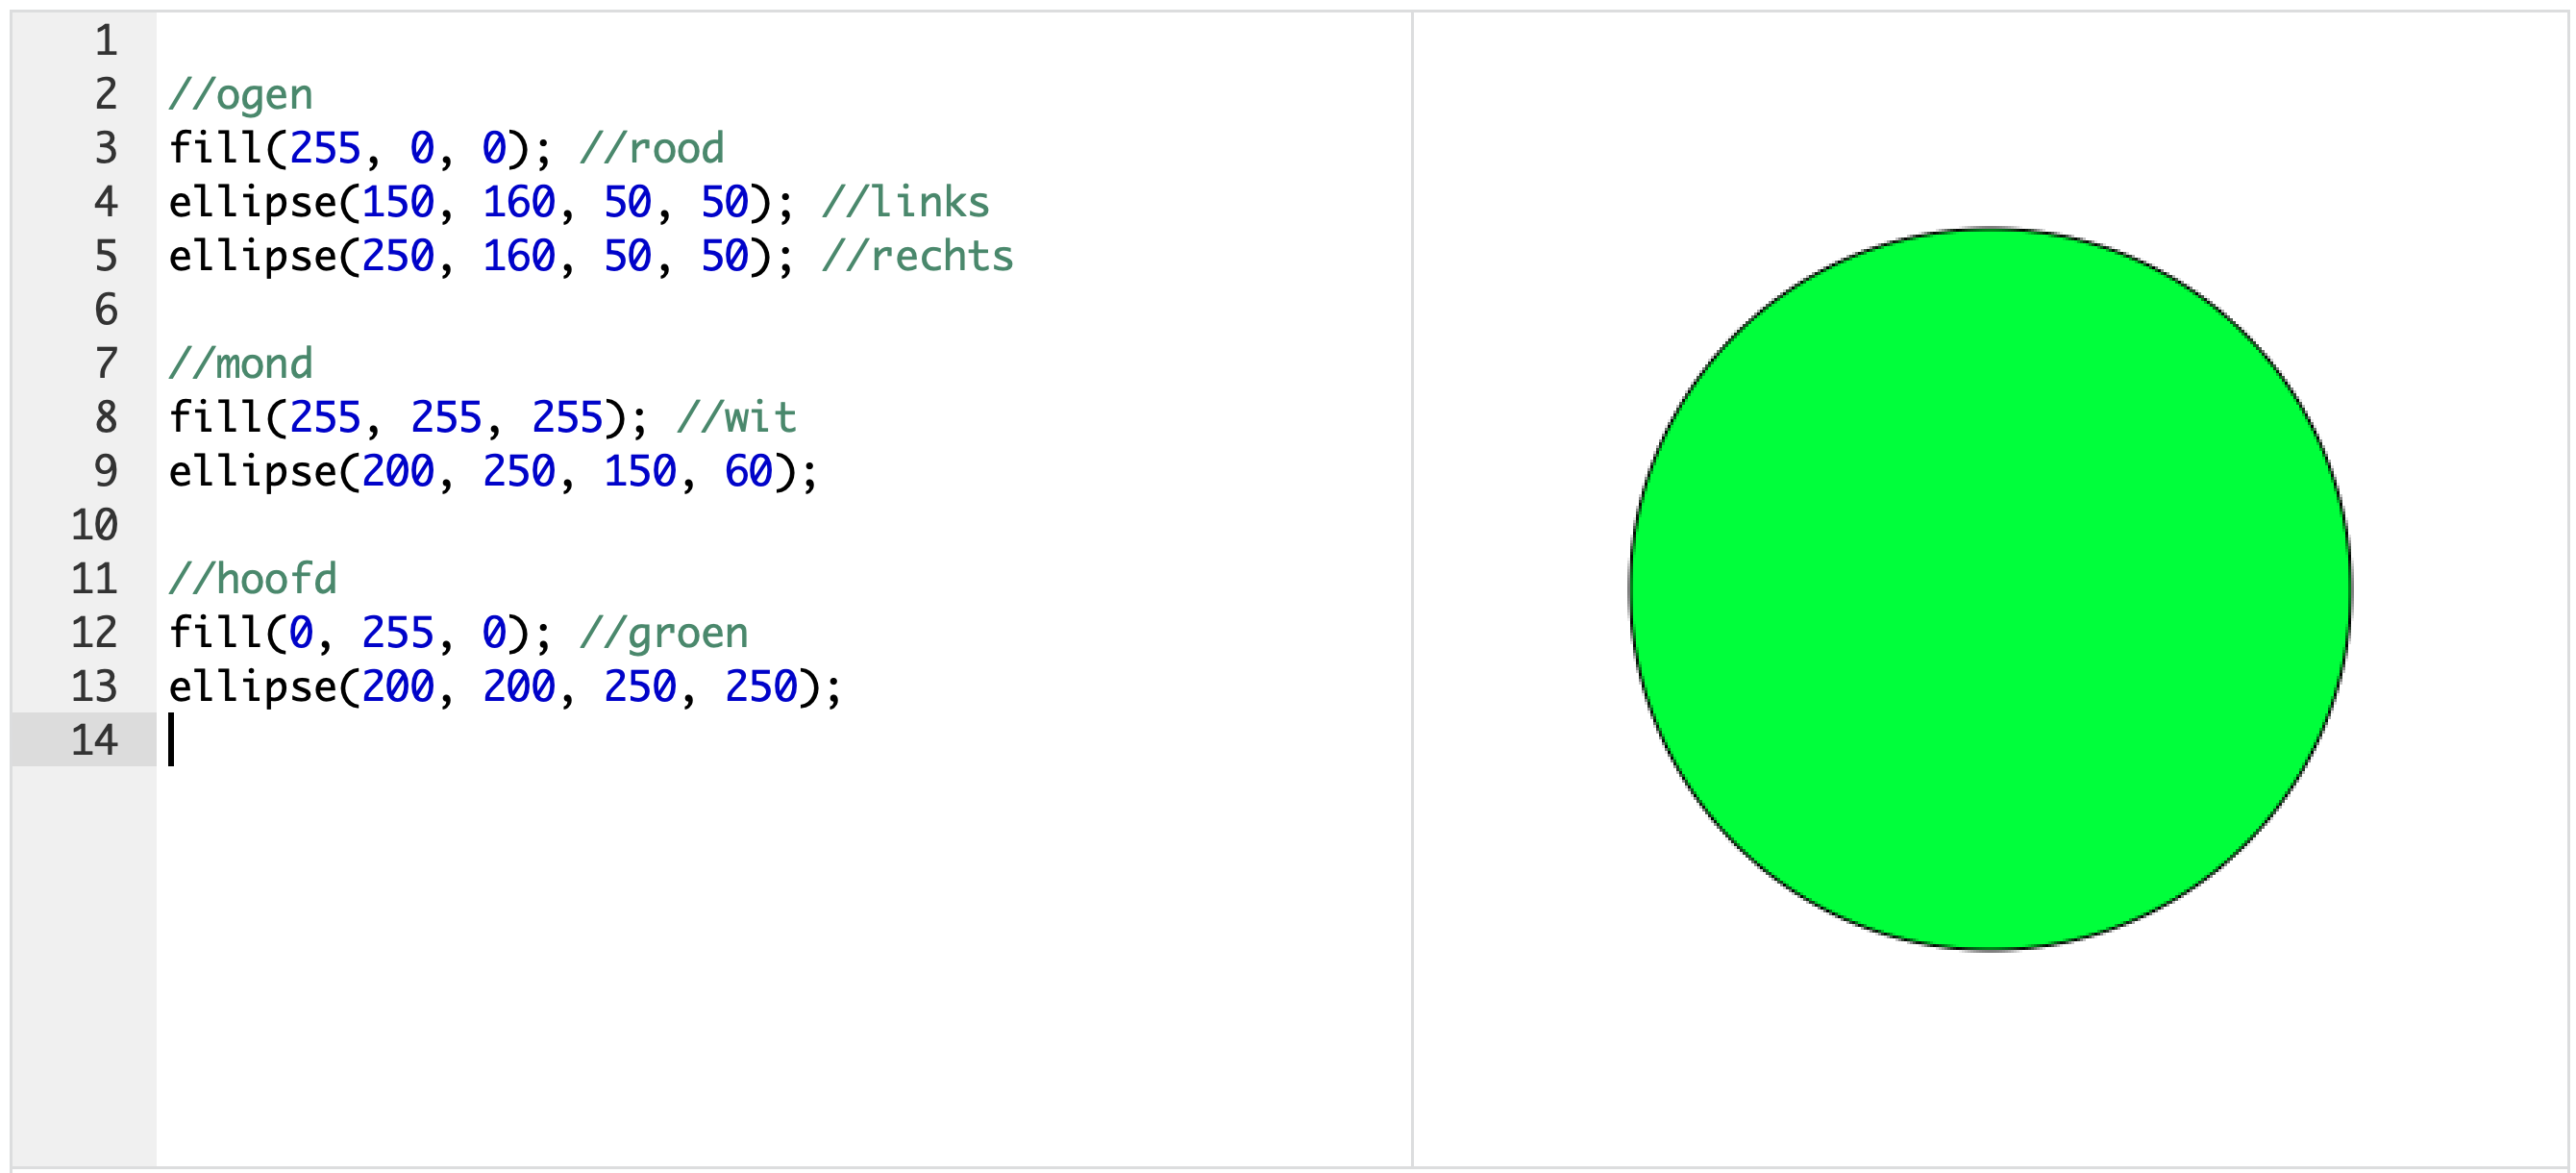 1
2 //ogen
3 fill(255, 0, 0); //rood
4 ellipse(150, 160, 50, 50); //links
5 ellipse(250, 160, 50, 50); //rechts
6
7 //mond
8 fill(255, 255, 255); //wit
9 ellipse(200, 250, 150, 60);
10
11 //hoofd
12 fill(0, 255, 0); //groen
13 ellipse(200, 200, 250, 250);
14